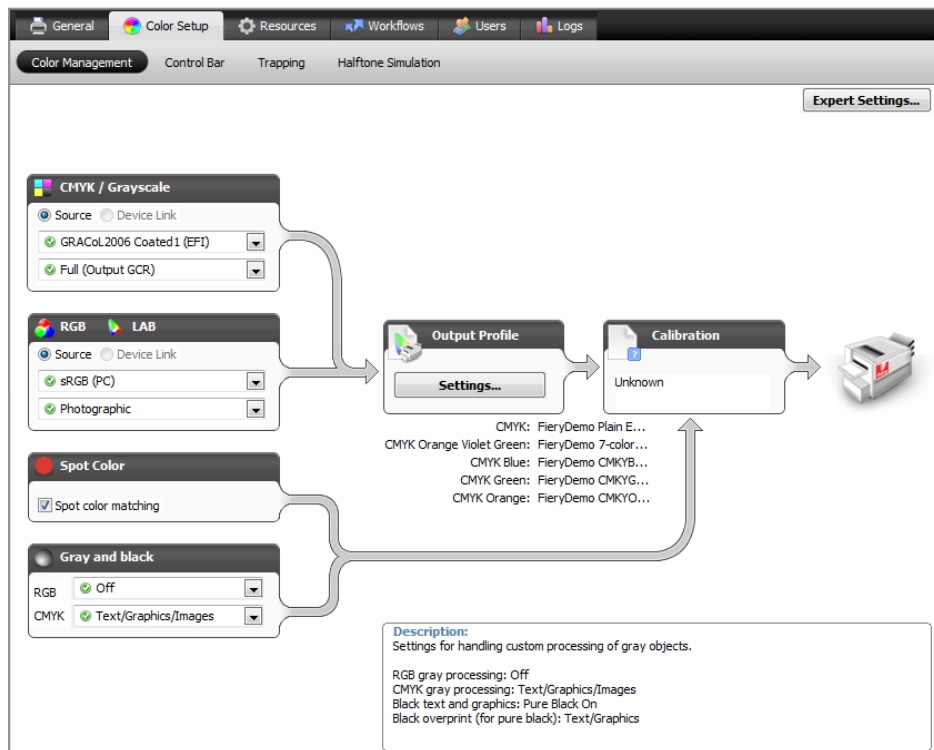 General Color Setup Resources Workflows Users Logs
Color Management Control Bar Trapping Halftone Simulation
Expert Settings...
CMYK / Grayscale
Source Device Link
GRACoL2006 Coated1 (EFI)
Full (Output GCR)
RGB LAB
Source Device Link
sRGB (PC)
Photographic
Output Profile
Settings...
CMYK: FieryDemo Plain E...
CMYK Orange Violet Green: FieryDemo 7-color...
CMYK Blue: FieryDemo CMKYB...
CMYK Green: FieryDemo CMKYG...
CMYK Orange: FieryDemo CMKYO...
Calibration
?
Unknown
Spot Color
Spot color matching
Gray and black
RGB Off
CMYK Text/Graphics/Images
Description:
Settings for handling custom processing of gray objects.
RGB gray processing: Off
CMYK gray processing: Text/Graphics/Images
Black text and graphics: Pure Black On
Black overprint (for pure black): Text/Graphics